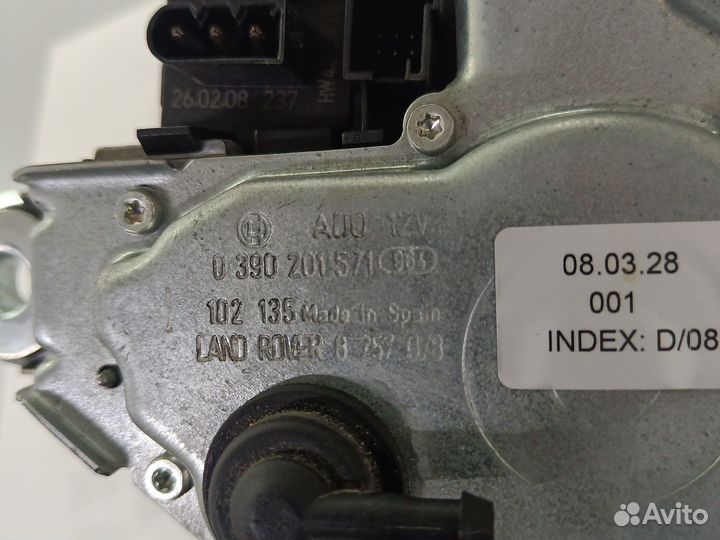 26.02.08 237
AUO 12V
0 390 201 571
102 135 Made In Spain
LAND ROVER
08.03.28
001
INDEX: D/08
Avito